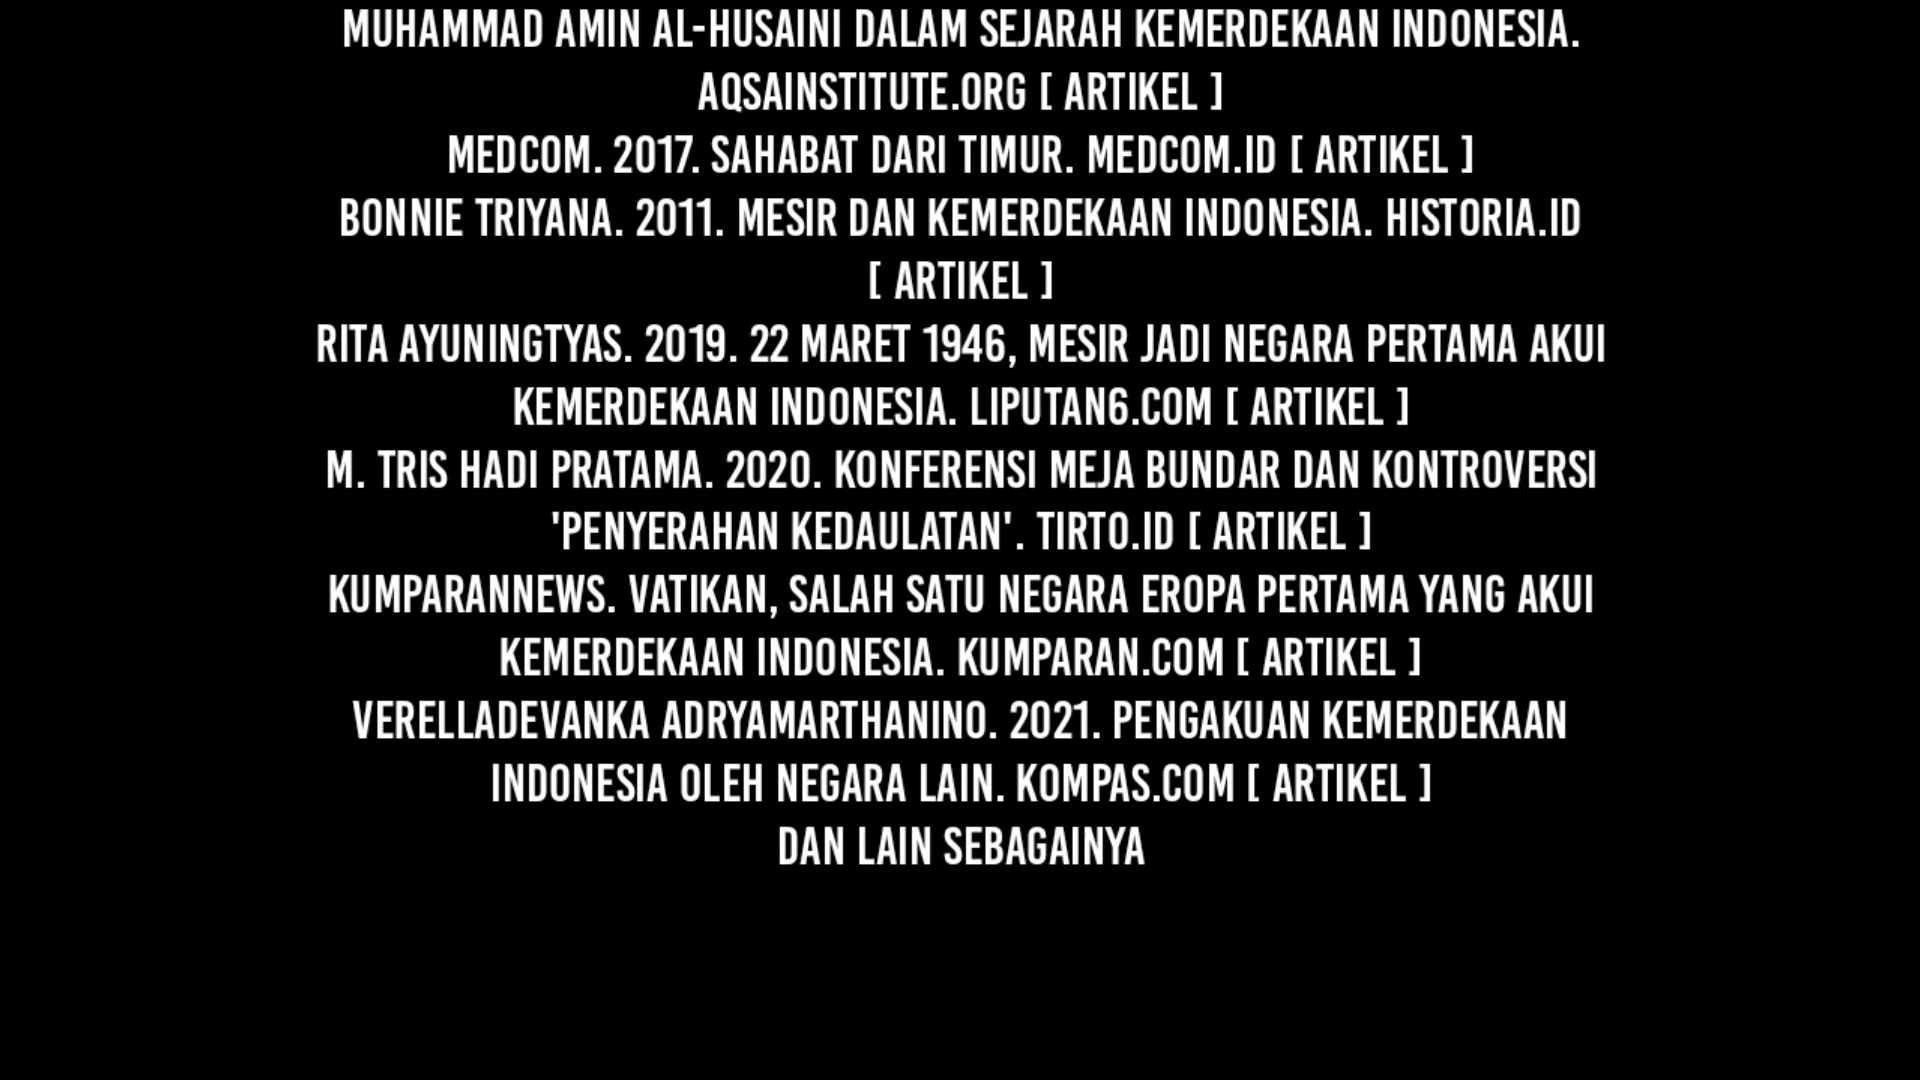 MUHAMMAD AMIN AL-HUSAINI DALAM SEJARAH KEMERDEKAAN INDONESIA.
AQSAINSTITUTE.ORG [ ARTIKEL ]
MEDCOM. 2017. SAHABAT DARI TIMUR. MEDCOM.ID [ ARTIKEL ]
BONNIE TRIYANA. 2011. MESIR DAN KEMERDEKAAN INDONESIA. HISTORIA.ID
[ ARTIKEL ]
RITA AYUNINGTYAS. 2019. 22 MARET 1946, MESIR JADI NEGARA PERTAMA AKUI
KEMERDEKAAN INDONESIA. LIPUTAN6.COM [ ARTIKEL ]
M. TRIS HADI PRATAMA. 2020. KONFERENSI MEJA BUNDAR DAN KONTROVERSI
'PENYERAHAN KEDAULATAN'. TIRTO.ID [ ARTIKEL ]
KUMPARANNEWS. VATIKAN, SALAH SATU NEGARA EROPA PERTAMA YANG AKUI
KEMERDEKAAN INDONESIA. KUMPARAN.COM [ ARTIKEL ]
VERELLADEVANKA ADRYAMARTHANINO. 2021. PENGAKUAN KEMERDEKAAN
INDONESIA OLEH NEGARA LAIN. KOMPAS.COM [ ARTIKEL ]
DAN LAIN SEBAGAINYA